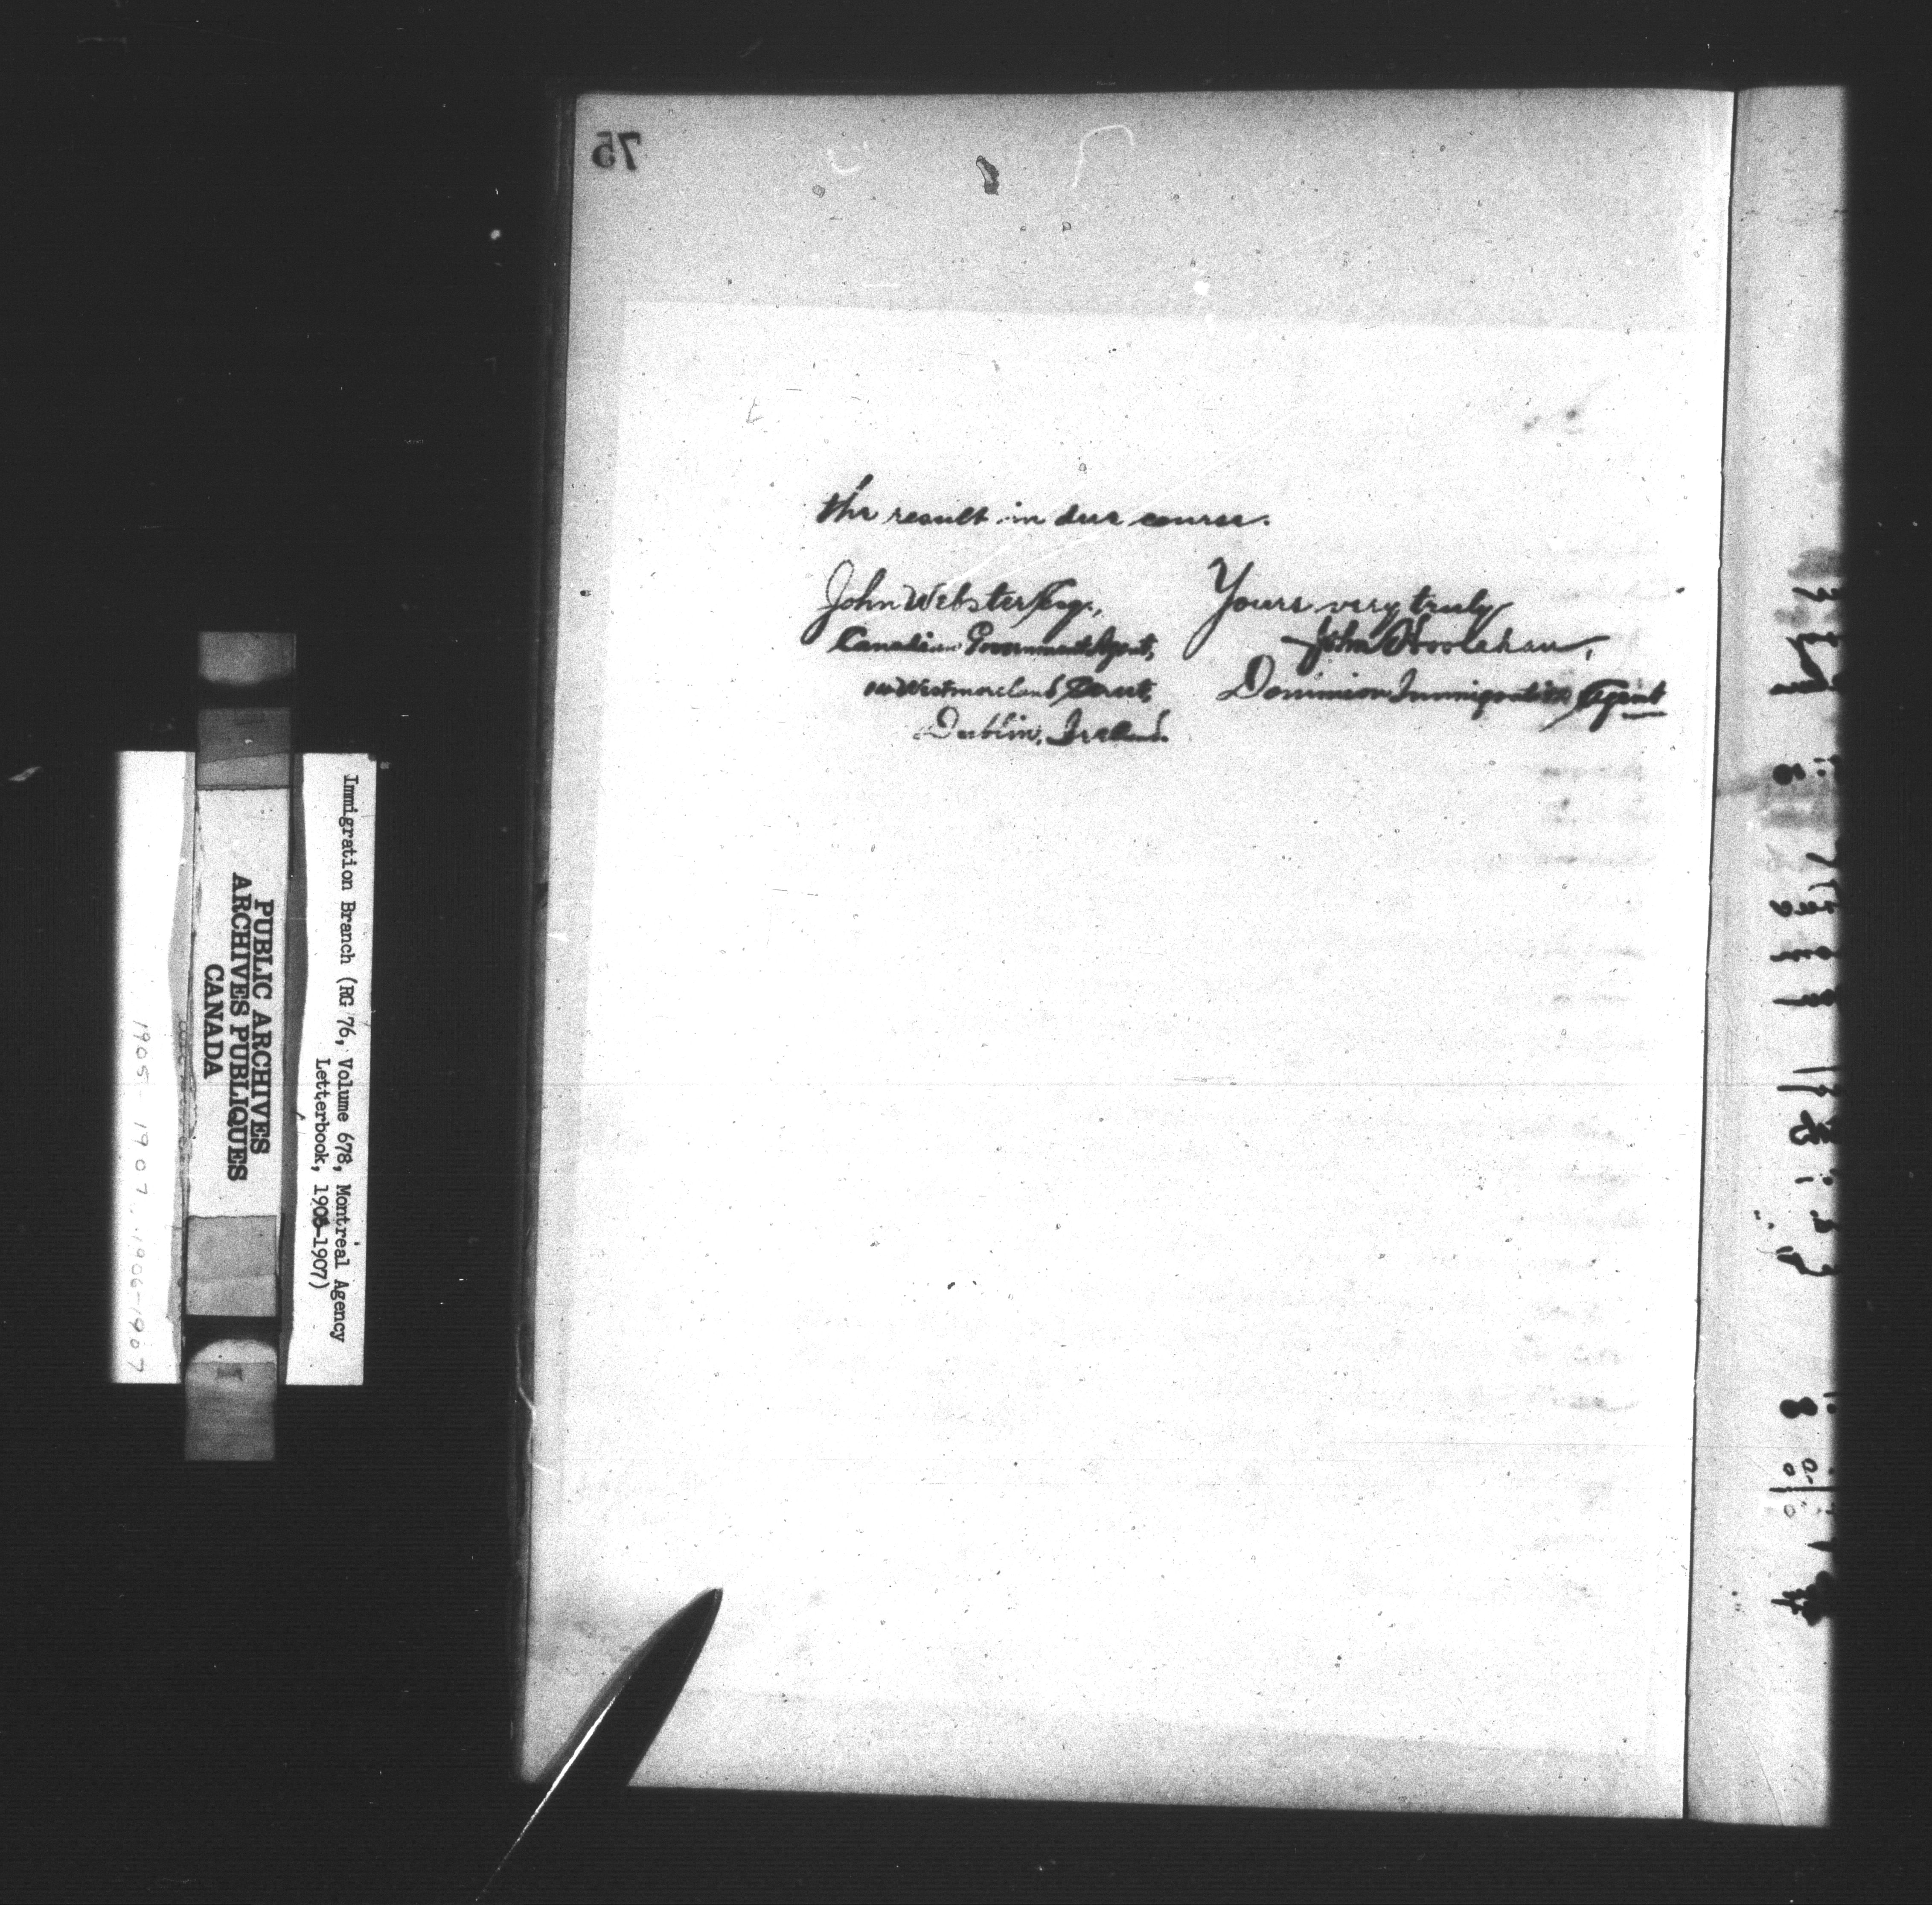 75
the result in due course.
John Webster Esq.,
Canadian Government Agent,
Westmoreland Street,
Dublin, Ireland.
Yours very truly
John Hoolahan,
Dominion Immigration Agent
Immigration Branch (RG 76, Volume 678, Montreal Agency
Letterbook, 1905-1907)
PUBLIC ARCHIVES
ARCHIVES PUBLIQUES
CANADA
1905-1907, 1906-1907